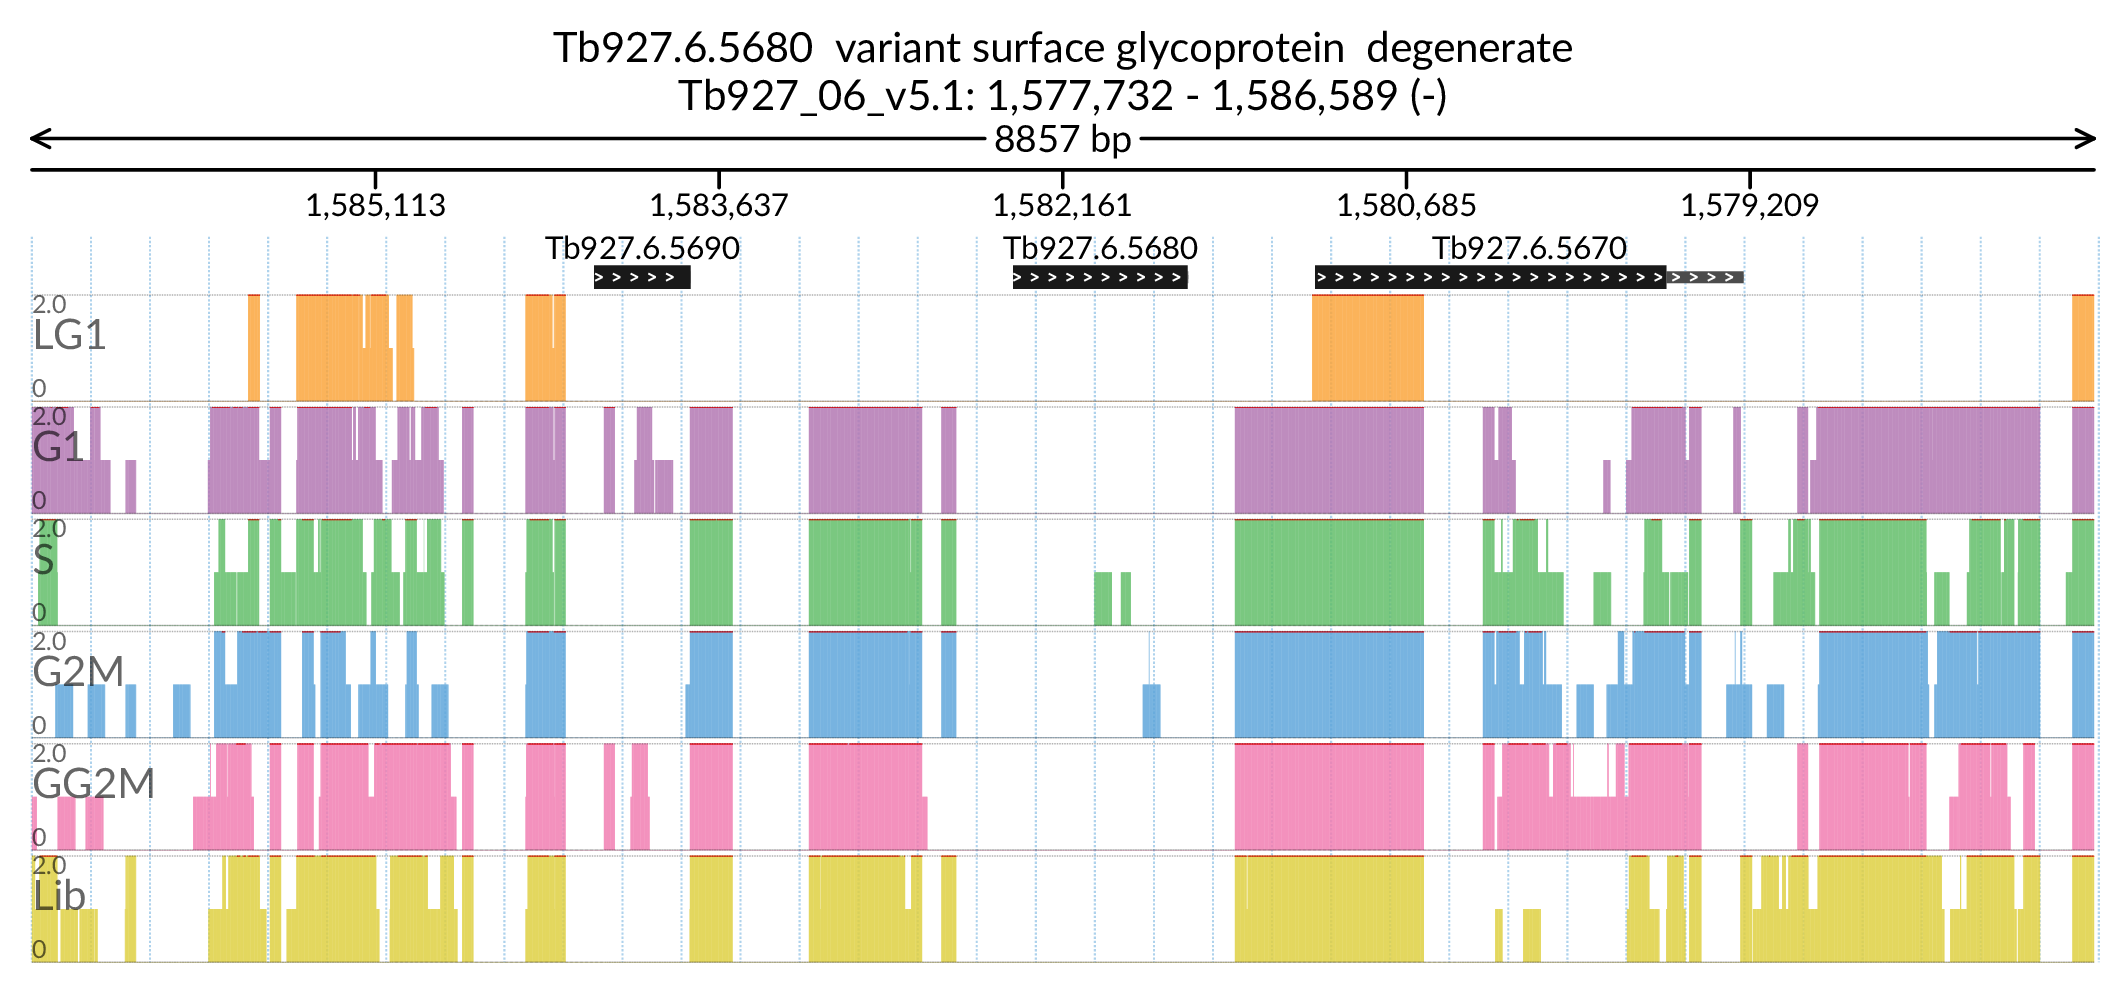 Tb927.6.5680  variant surface glycoprotein  degenerate
Tb927_06_v5.1: 1,577,732 - 1,586,589 (-)
8857 bp
1,585,113 1,583,637 1,582,161 1,580,685 1,579,209
Tb927.6.5690 Tb927.6.5680 Tb927.6.5670
2.0
LG1
0
2.0
G1
0
2.0
S
0
2.0
G2M
0
2.0
GG2M
0
2.0
Lib
0